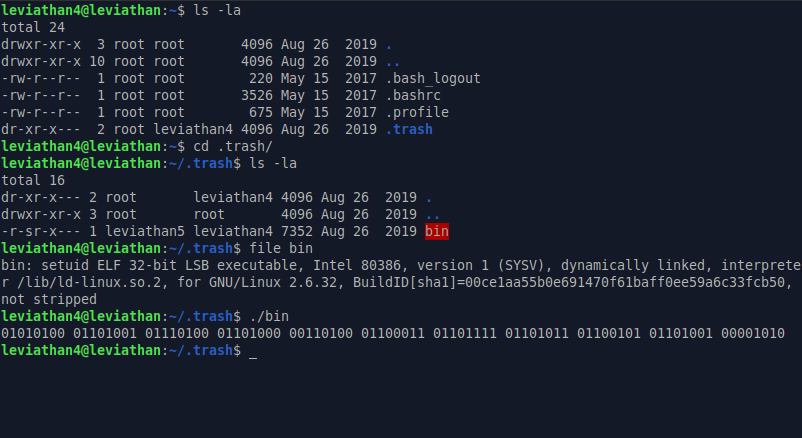 leviathan4@leviathan:~$ ls -la
total 24
drwxr-xr-x  3 root root       4096 Aug 26  2019 .
drwxr-xr-x 10 root root       4096 Aug 26  2019 ..
-rw-r--r--  1 root root        220 May 15  2017 .bash_logout
-rw-r--r--  1 root root       3526 May 15  2017 .bashrc
-rw-r--r--  1 root root        675 May 15  2017 .profile
dr-xr-x---  2 root leviathan4 4096 Aug 26  2019 .trash
leviathan4@leviathan:~$ cd .trash/
leviathan4@leviathan:~/.trash$ ls -la
total 16
dr-xr-x--- 2 root       leviathan4 4096 Aug 26  2019 .
drwxr-xr-x 3 root       root       4096 Aug 26  2019 ..
-r-sr-x--- 1 leviathan5 leviathan4 7352 Aug 26  2019 bin
leviathan4@leviathan:~/.trash$ file bin
bin: setuid ELF 32-bit LSB executable, Intel 80386, version 1 (SYSV), dynamically linked, interprete
r /lib/ld-linux.so.2, for GNU/Linux 2.6.32, BuildID[sha1]=00ce1aa55b0e691470f61baff0ee59a6c33fcb50,
not stripped
leviathan4@leviathan:~/.trash$ ./bin
01010100 01101001 01110100 01101000 00110100 01100011 01101111 01101011 01100101 01101001 00001010
leviathan4@leviathan:~/.trash$ _